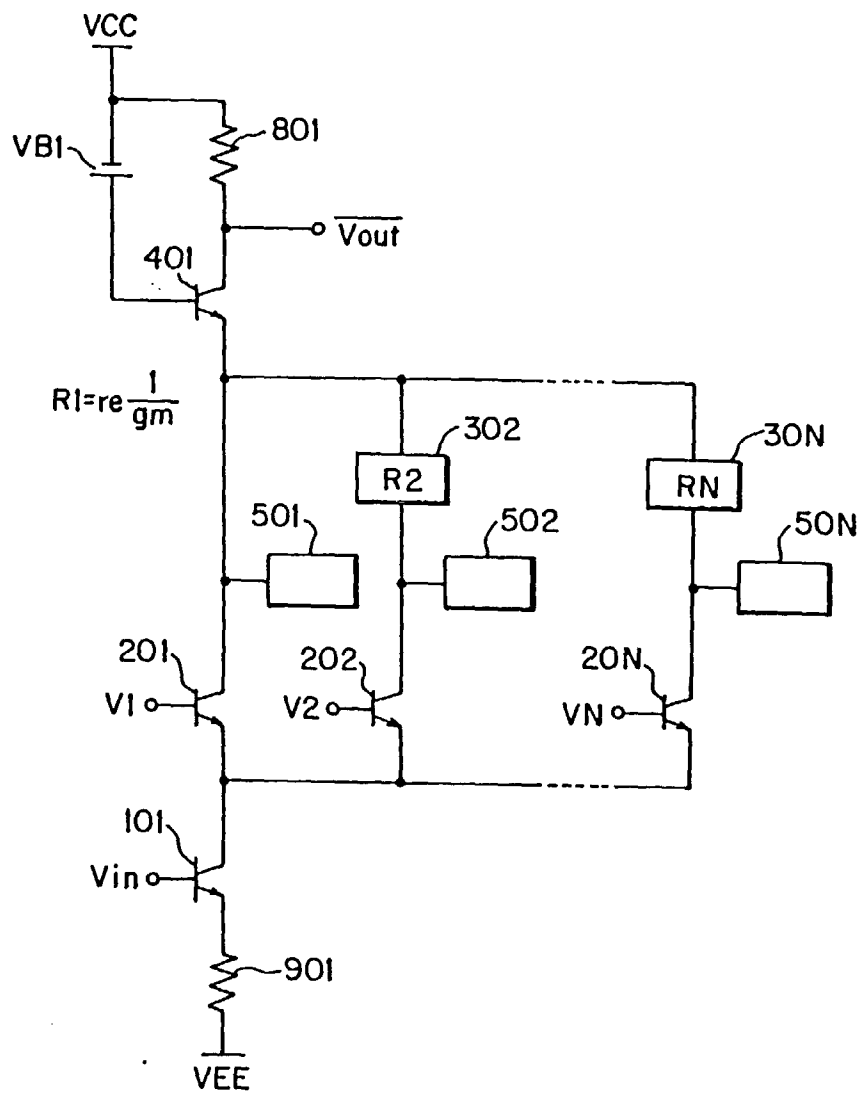 VCC
801
VB1
Vout
401
R1=re 1/gm
302
30N
R2
RN
501
502
50N
201
202
20N
V1
V2
VN
101
Vin
901
VEE